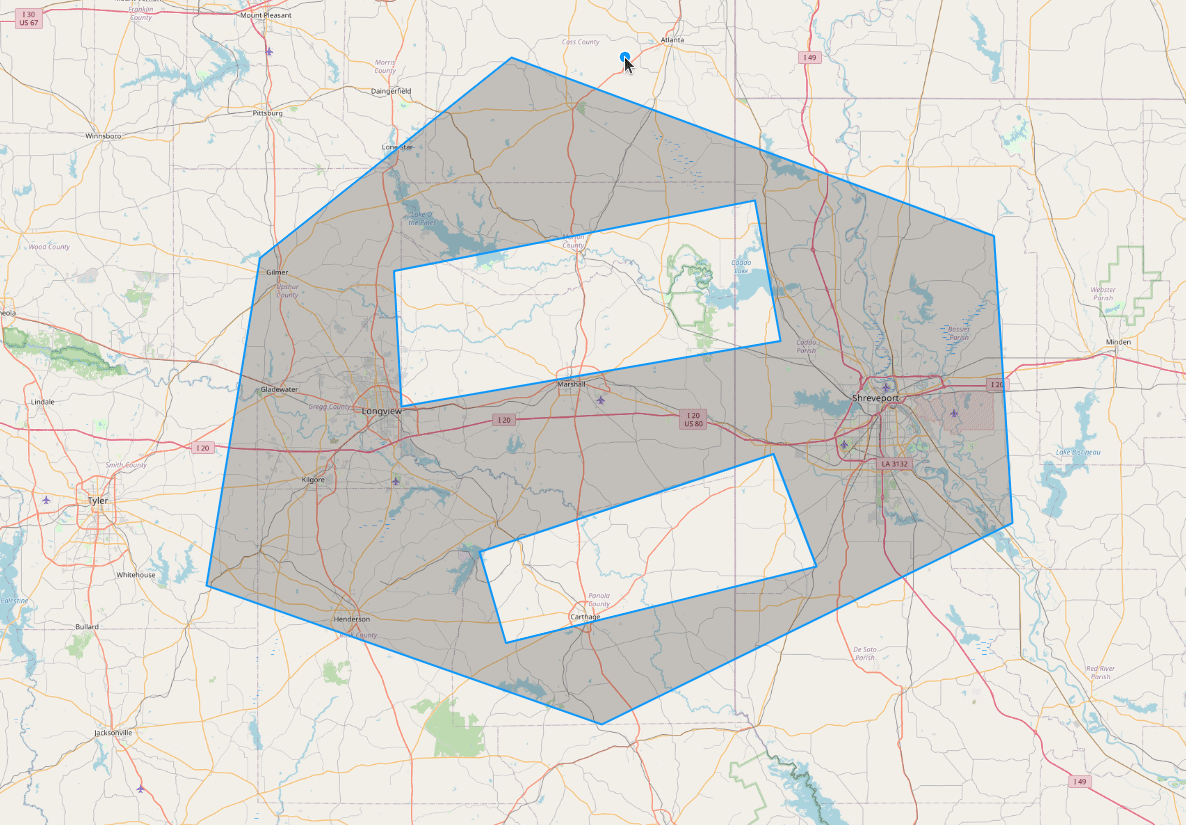 I 30
US 67
Franklin
County
Mount Pleasant
Cass County
Atlanta
I 49
Morris
County
Daingerfield
Pittsburg
Winnsboro
Lone Star
Lake O'
the Pines
Wood County
Marion
County
Caddo
Lake
Gilmer
Upshur
County
Webster
Parish
Bossier
Parish
Caddo
Parish
Minden
Marshall
I 20
Gladewater
Lindale
Gregg County
Longview
Shreveport
I 20
I 20
US 80
I 20
Smith County
LA 3132
Lake Bistineau
Kilgore
Tyler
Whitehouse
Panola
County
Carthage
Henderson
Rusk County
Bullard
De Soto
Parish
Red River
Parish
Jacksonville
I 49